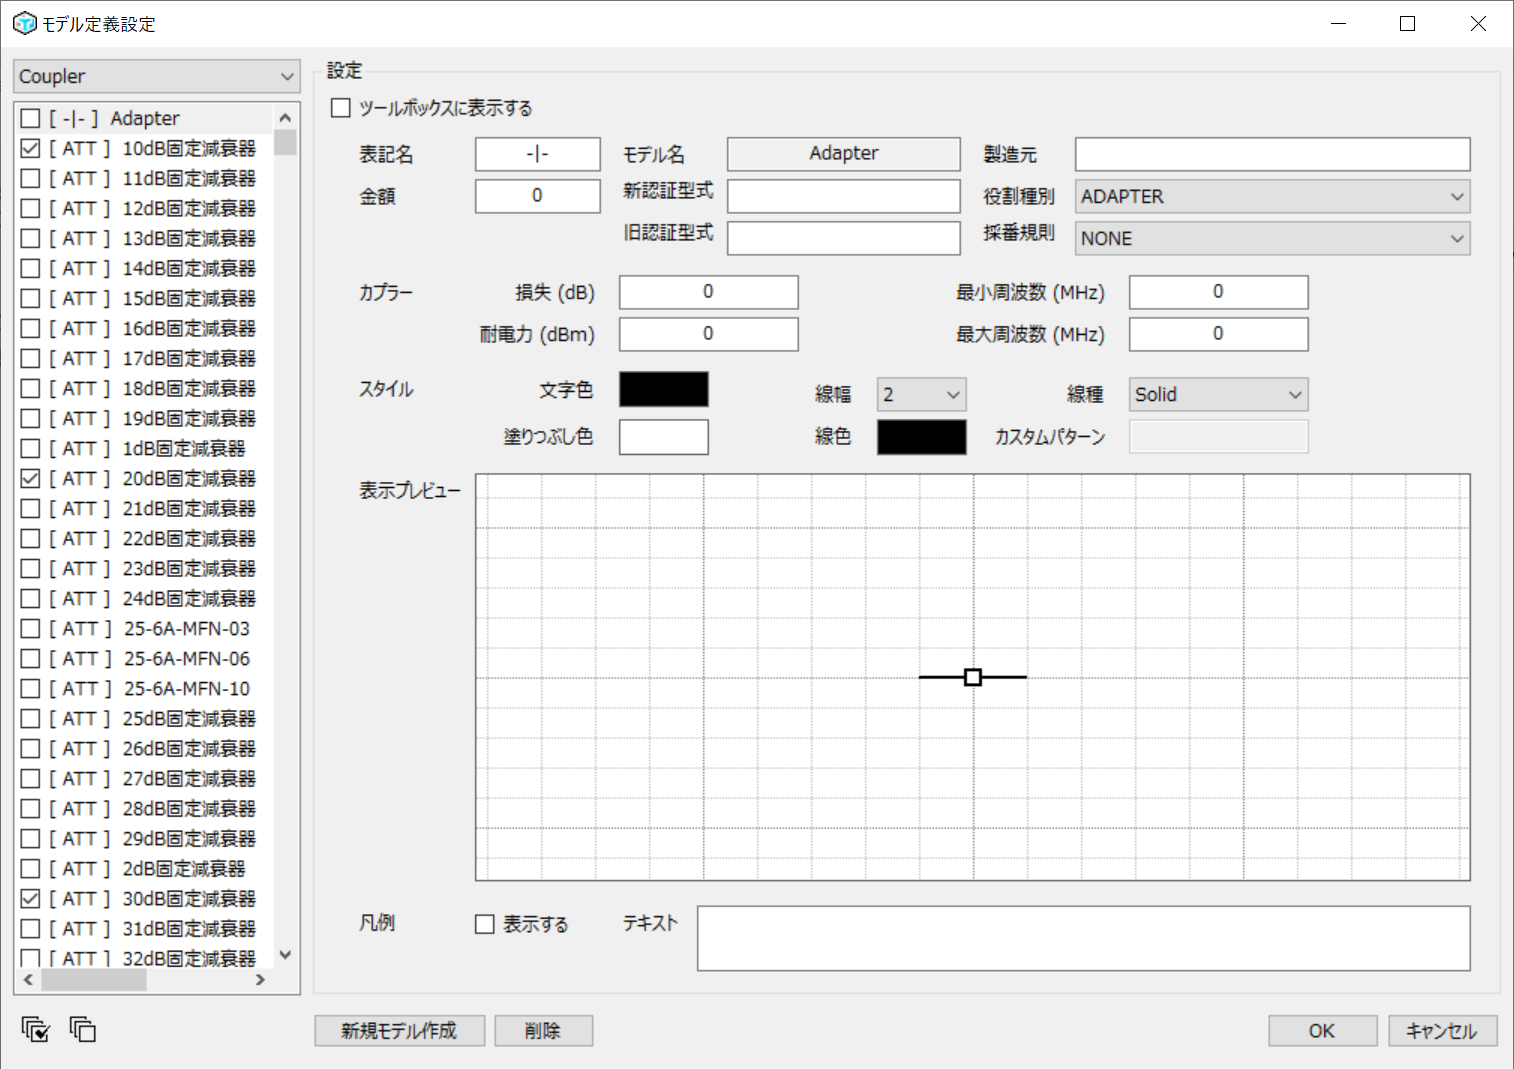 モデル定義設定
Coupler
[ -|- ] Adapter
[ ATT ] 10dB固定減衰器
[ ATT ] 11dB固定減衰器
[ ATT ] 12dB固定減衰器
[ ATT ] 13dB固定減衰器
[ ATT ] 14dB固定減衰器
[ ATT ] 15dB固定減衰器
[ ATT ] 16dB固定減衰器
[ ATT ] 17dB固定減衰器
[ ATT ] 18dB固定減衰器
[ ATT ] 19dB固定減衰器
[ ATT ] 1dB固定減衰器
[ ATT ] 20dB固定減衰器
[ ATT ] 21dB固定減衰器
[ ATT ] 22dB固定減衰器
[ ATT ] 23dB固定減衰器
[ ATT ] 24dB固定減衰器
[ ATT ] 25-6A-MFN-03
[ ATT ] 25-6A-MFN-06
[ ATT ] 25-6A-MFN-10
[ ATT ] 25dB固定減衰器
[ ATT ] 26dB固定減衰器
[ ATT ] 27dB固定減衰器
[ ATT ] 28dB固定減衰器
[ ATT ] 29dB固定減衰器
[ ATT ] 2dB固定減衰器
[ ATT ] 30dB固定減衰器
[ ATT ] 31dB固定減衰器
[ ATT ] 32dB固定減衰器
設定
ツールボックスに表示する
表記名 -|- モデル名 Adapter 製造元
金額 0 新認証型式 役割種別 ADAPTER
旧認証型式 採番規則 NONE
カプラー 損失 (dB) 0 最小周波数 (MHz) 0
耐電力 (dBm) 0 最大周波数 (MHz) 0
スタイル 文字色 線幅 2 線種 Solid
塗りつぶし色 線色 カスタムパターン
表示プレビュー
凡例 表示する テキスト
新規モデル作成 削除 OK キャンセル